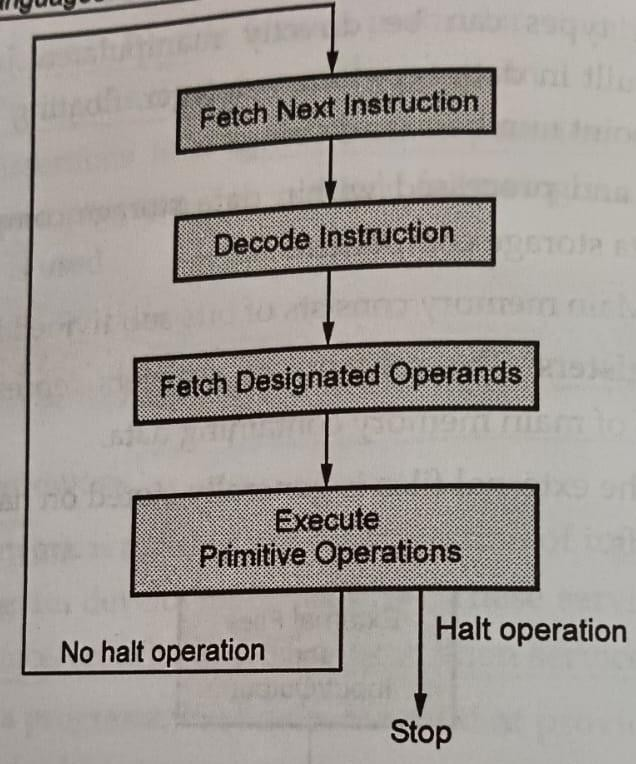 Fetch Next Instruction
Decode Instruction
Fetch Designated Operands
Execute
Primitive Operations
Halt operation
No halt operation
Stop